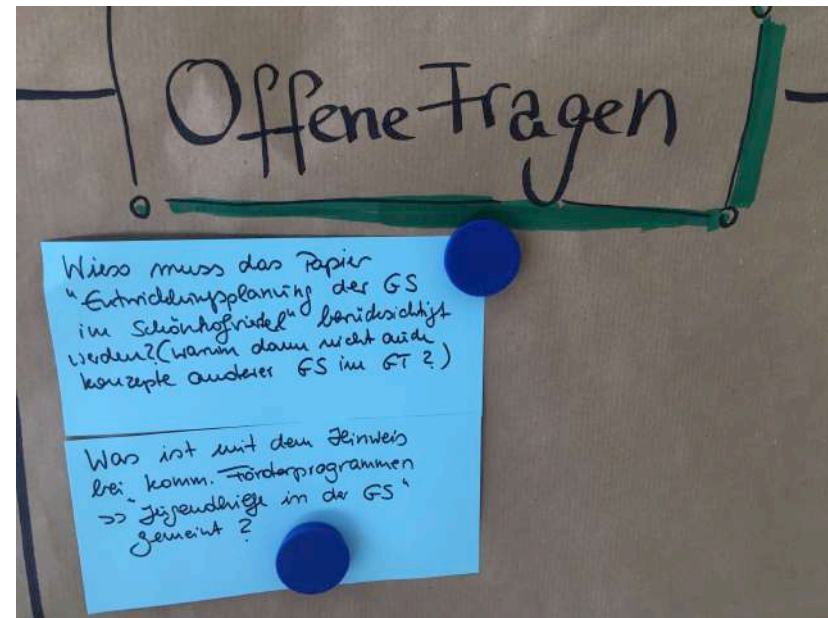 Offene Fragen
Wieso muss das Papier
"Entwicklungsplanung der GS
im Schönhofviertel" berücksichtigt
werden? (warum dann nicht auch
konzepte anderer GS im GT?)
Was ist mit dem Hinweis
bei komm. Förderprogrammen
>> "Jugendhilfe in der GS"
gemeint?